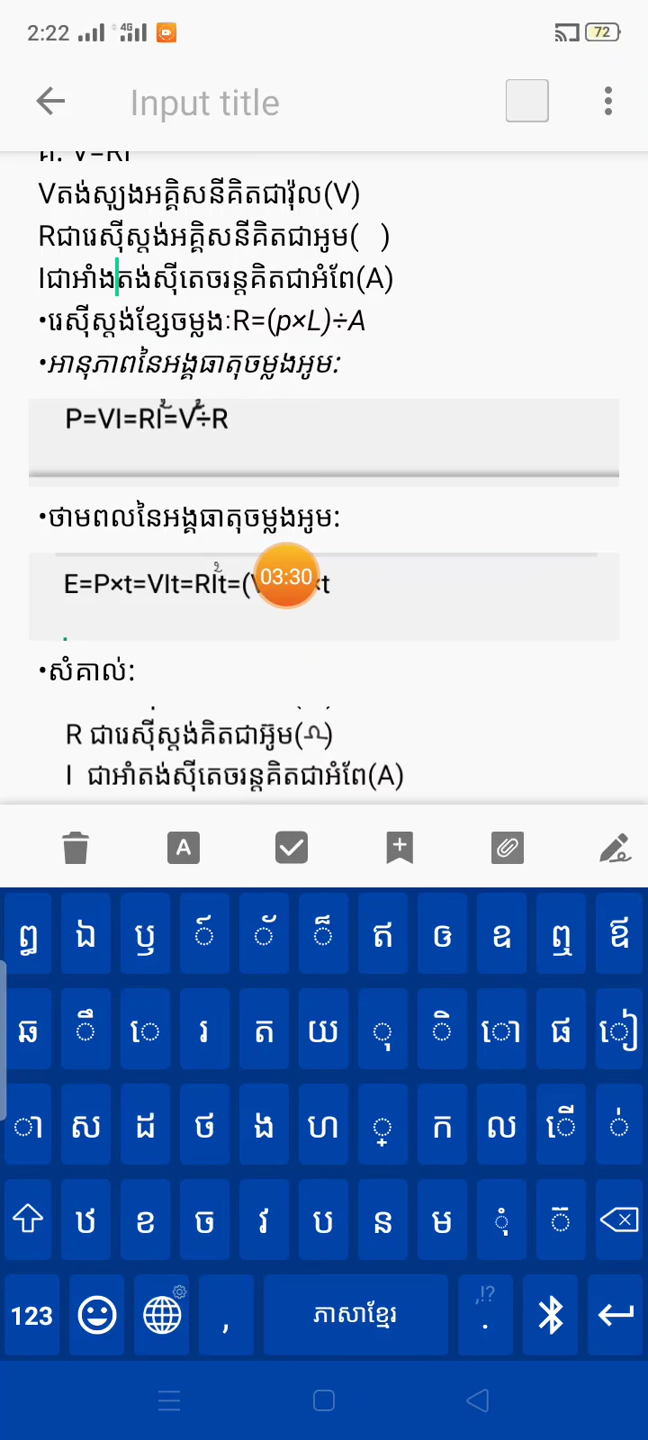 2:22 4G 72
Input title
គ. V=RI
Vតង់ស្យុងអគ្គិសនីគិតជារ៉ុល(V)
Rជារេស៊ីស្តង់អគ្គិសនីគិតជាអូម( )
Iជាអាំងតង់ស៊ីតេចរន្តគិតជាអំពែ(A)
•រេស៊ីស្តង់ខ្សែចម្លង:R=(p×L)÷A
•អានុភាពនៃអង្គធាតុចម្លងអូម:
P=VI=RI²=V²÷R
•ថាមពលនៃអង្គធាតុចម្លងអូម:
E=P×t=VIt=RI²t=(V ×t
03:30
•សំគាល់:
R ជារេស៊ីស្តង់គិតជាអ៊ូម(Ω)
I ជាអាំតង់ស៊ីតេចរន្តគិតជាអំពែ(A)
A
ឰ ឯ ឫ ៍ ័ ៏ ឥ ឲ ឧ ឮ ឪ
ឆ ឹ េ រ ត យ ុ ិ ោ ផ ៀ
ា ស ដ ថ ង ហ ្ ក ល ើ ់
ឋ ខ ច វ ប ន ម ុំ ៊
123 , ភាសាខ្មែរ ,!? .